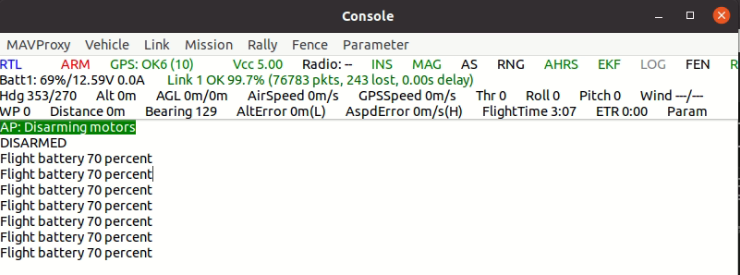 Console
MAVProxy Vehicle Link Mission Rally Fence Parameter
RTL ARM GPS: OK6 (10) Vcc 5.00 Radio: -- INS MAG AS RNG AHRS EKF LOG FEN R
Batt1: 69%/12.59V 0.0A Link 1 OK 99.7% (76783 pkts, 243 lost, 0.00s delay)
Hdg 353/270 Alt 0m AGL 0m/0m AirSpeed 0m/s GPSSpeed 0m/s Thr 0 Roll 0 Pitch 0 Wind ---/---
WP 0 Distance 0m Bearing 129 AltError 0m(L) AspdError 0m/s(H) FlightTime 3:07 ETR 0:00 Param
AP: Disarming motors
DISARMED
Flight battery 70 percent
Flight battery 70 percent
Flight battery 70 percent
Flight battery 70 percent
Flight battery 70 percent
Flight battery 70 percent
Flight battery 70 percent